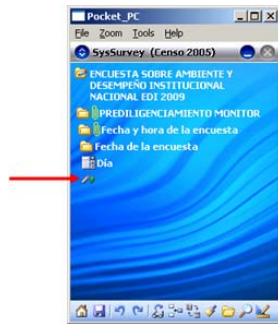 Pocket_PC
File Zoom Tools Help
SysSurvey (Censo 2005)
ENCUESTA SOBRE AMBIENTE Y
DESEMPEÑO INSTITUCIONAL
NACIONAL EDI 2009
PREDILIGENCIAMIENTO MONITOR
Fecha y hora de la encuesta
Fecha de la encuesta
Día